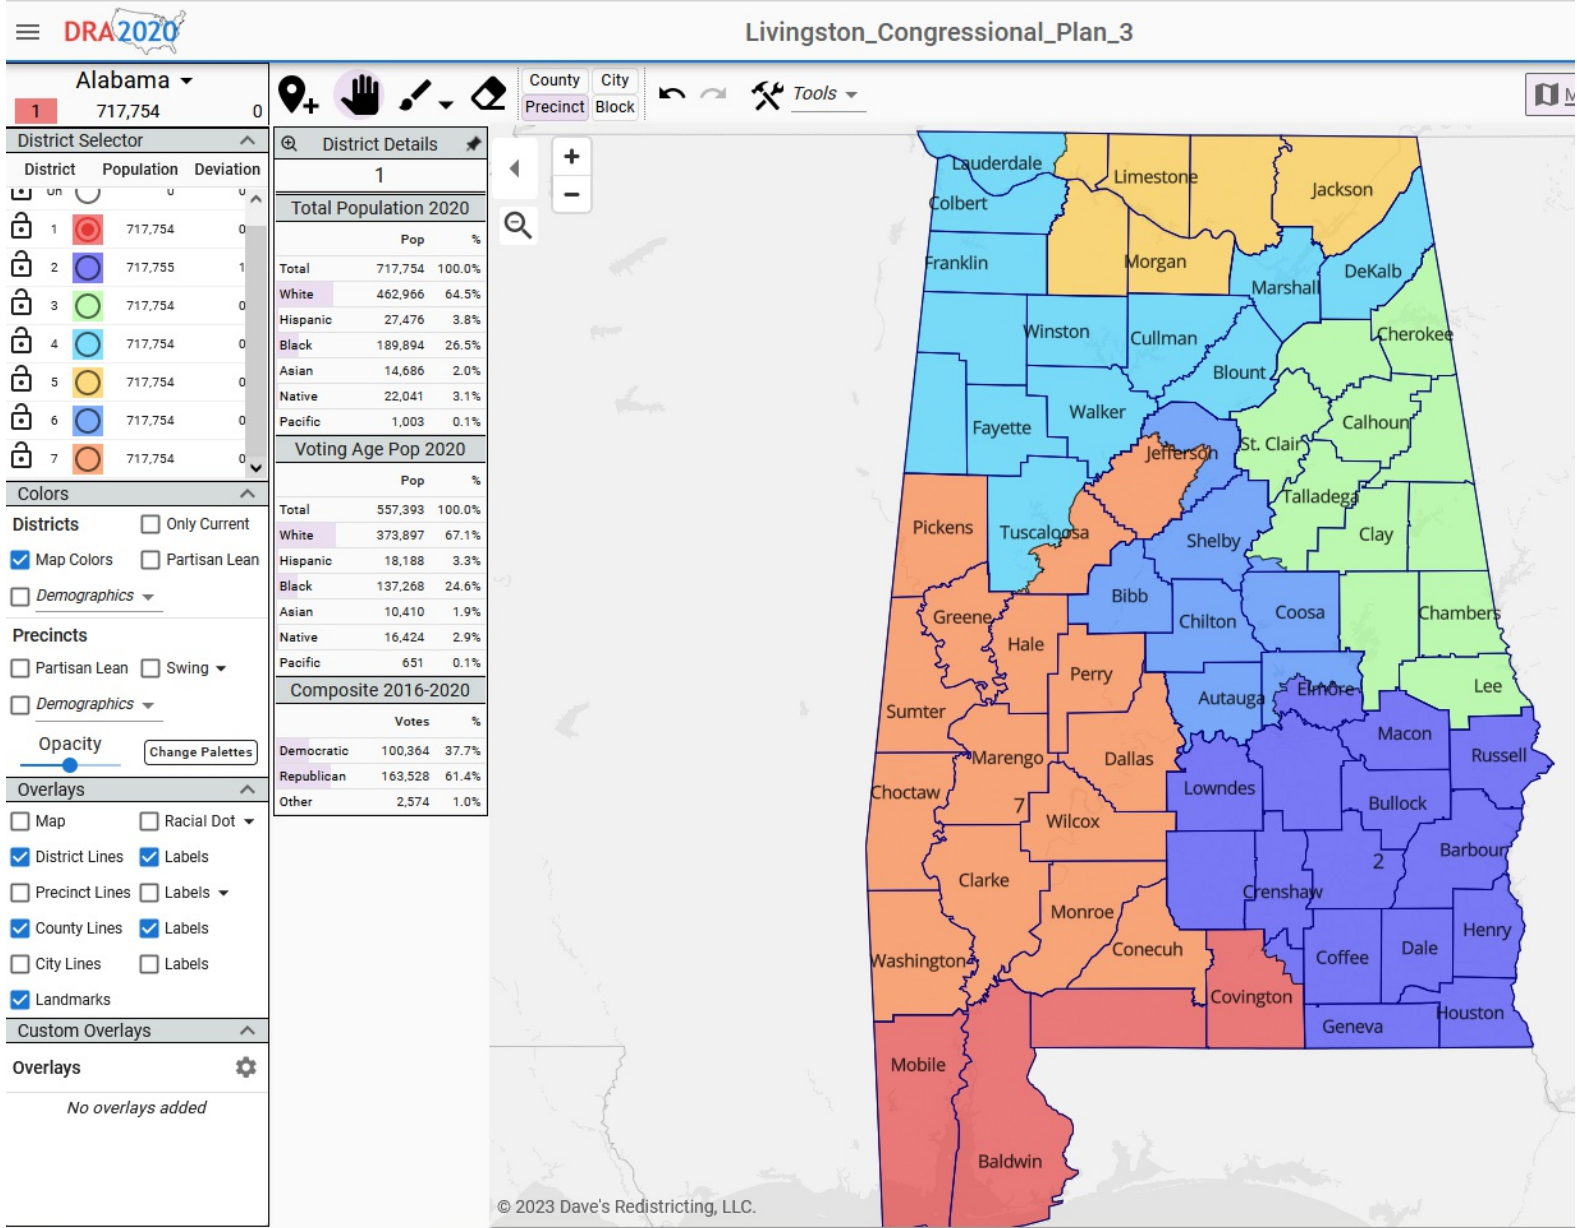 DRA2020
Livingston_Congressional_Plan_3
Alabama
1 717,754 0
County City
Precinct Block
Tools
District Selector
District Population Deviation
Un 0 0
1 717,754 0
2 717,755 1
3 717,754 0
4 717,754 0
5 717,754 0
6 717,754 0
7 717,754 0
Colors
Districts Only Current
Map Colors Partisan Lean
Demographics
Precincts
Partisan Lean Swing
Demographics
Opacity Change Palettes
Overlays
Map Racial Dot
District Lines Labels
Precinct Lines Labels
County Lines Labels
City Lines Labels
Landmarks
Custom Overlays
Overlays
No overlays added
District Details
1
Total Population 2020
Pop %
Total 717,754 100.0%
White 462,966 64.5%
Hispanic 27,476 3.8%
Black 189,894 26.5%
Asian 14,686 2.0%
Native 22,041 3.1%
Pacific 1,003 0.1%
Voting Age Pop 2020
Pop %
Total 557,393 100.0%
White 373,897 67.1%
Hispanic 18,188 3.3%
Black 137,268 24.6%
Asian 10,410 1.9%
Native 16,424 2.9%
Pacific 651 0.1%
Composite 2016-2020
Votes %
Democratic 100,364 37.7%
Republican 163,528 61.4%
Other 2,574 1.0%
Lauderdale
Limestone
Jackson
Colbert
Franklin
Morgan
DeKalb
Marshall
Winston
Cullman
Cherokee
Blount
Walker
Fayette
Calhoun
St. Clair
Jefferson
Talladega
Pickens
Tuscaloosa
Clay
Shelby
Bibb
Greene
Chilton
Coosa
Chambers
Hale
Perry
Lee
Elmore
Autauga
Sumter
Macon
Russell
Marengo
Dallas
Lowndes
Choctaw
7
Bullock
Wilcox
Barbour
2
Clarke
Crenshaw
Monroe
Henry
Conecuh
Dale
Coffee
Washington
Covington
Houston
Geneva
Mobile
Baldwin
© 2023 Dave's Redistricting, LLC.